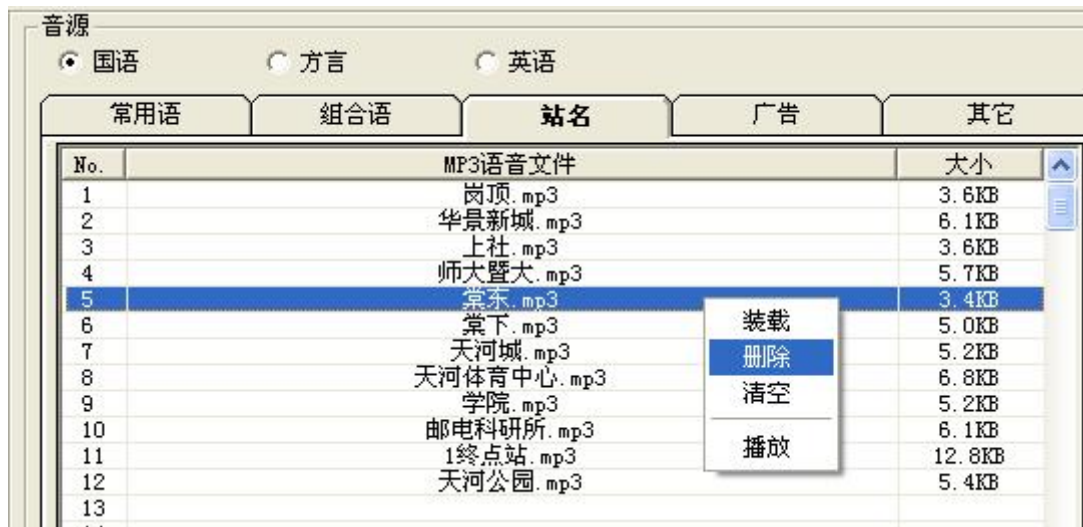 音源
国语 方言 英语
常用语 组合语 站名 广告 其它
No. MP3语音文件 大小
1 岗顶.mp3 3.6KB
2 华景新城.mp3 6.1KB
3 上社.mp3 3.6KB
4 师大暨大.mp3 5.7KB
5 棠东.mp3 3.4KB
6 棠下.mp3 装载 5.0KB
7 天河城.mp3 删除 5.2KB
8 天河体育中心.mp3 6.8KB
9 学院.mp3 清空 5.2KB
10 邮电科研所.mp3 6.1KB
11 1终点站.mp3 播放 12.8KB
12 天河公园.mp3 5.4KB
13